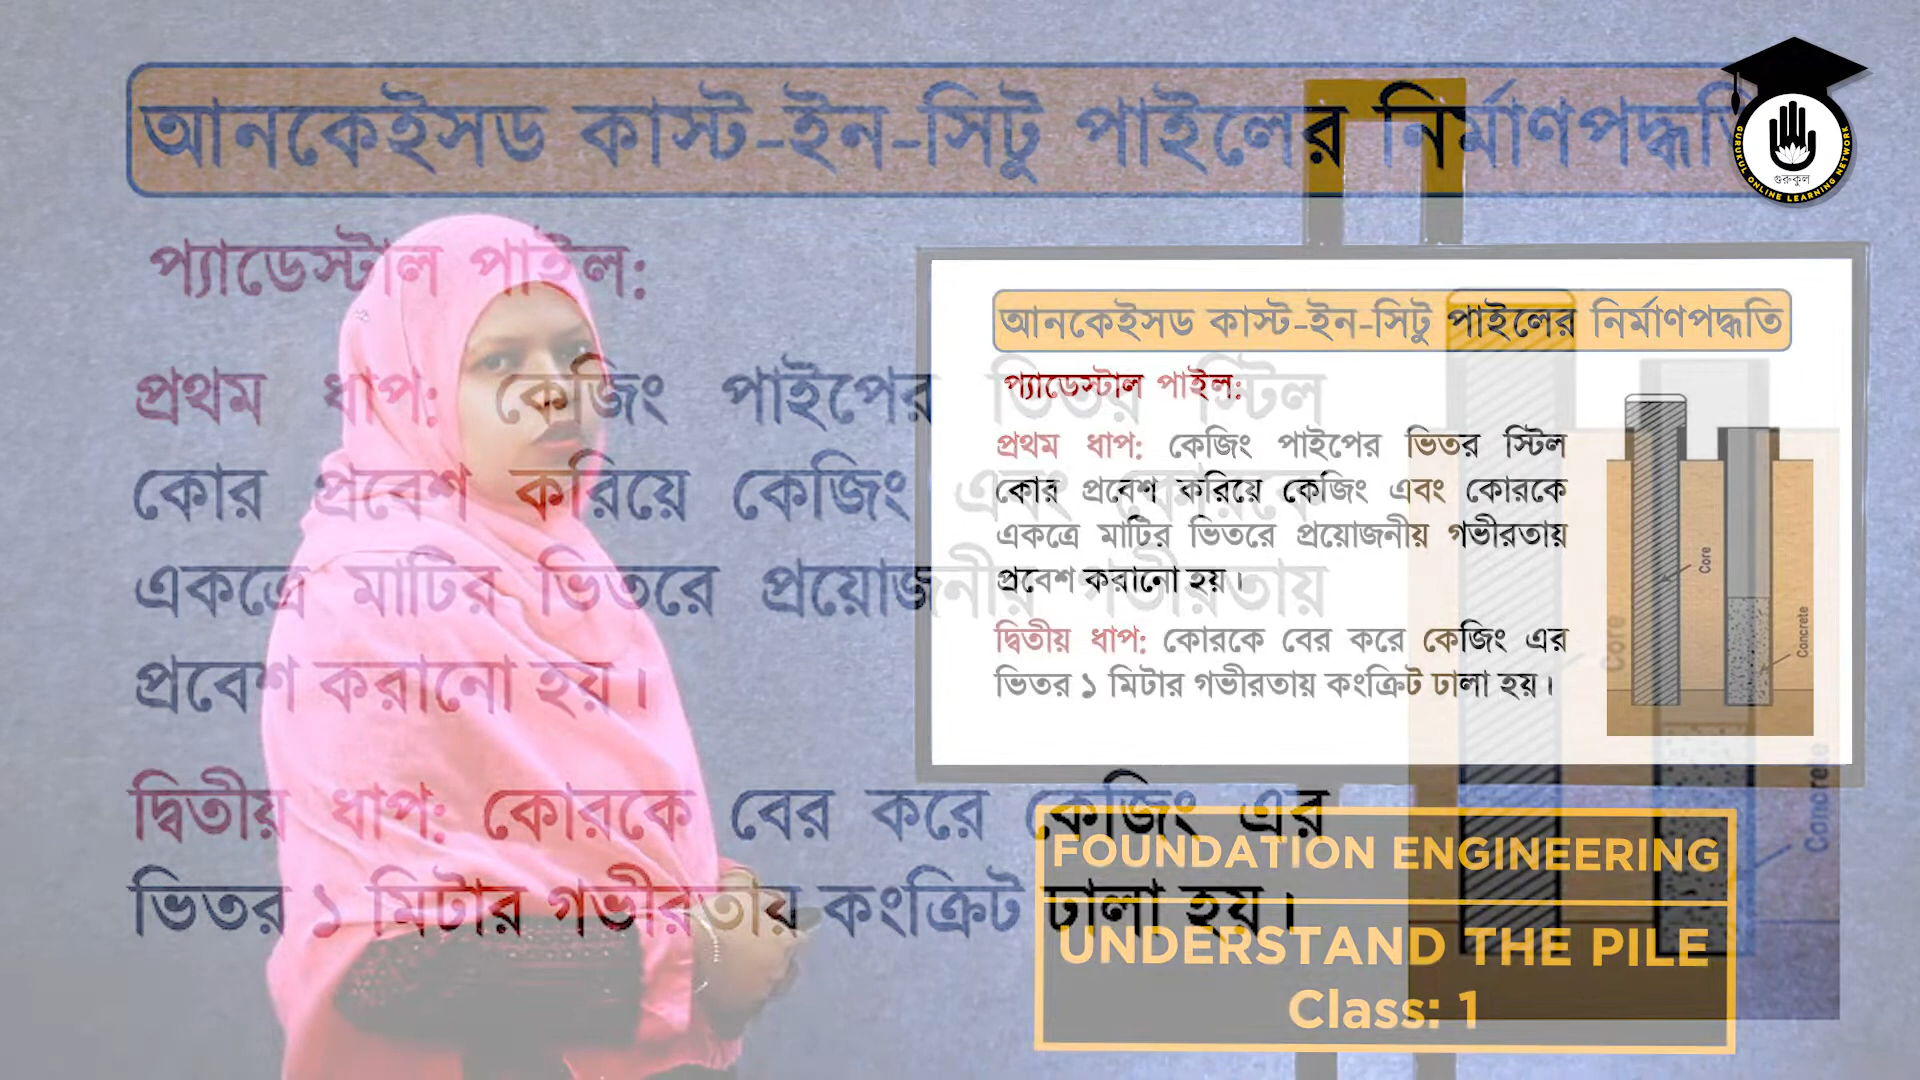 আনকেইসড কাস্ট-ইন-সিটু পাইলের নির্মাণপদ্ধতি
প্যাডেস্টাল পাইল:
প্রথম ধাপ: কেজিং পাইপের ভিতর স্টিল
কোর প্রবেশ করিয়ে কেজিং এবং কোরকে
একত্রে মাটির ভিতরে প্রয়োজনীয় গভীরতায়
প্রবেশ করানো হয়।
দ্বিতীয় ধাপ: কোরকে বের করে কেজিং এর
ভিতর ১ মিটার গভীরতায় কংক্রিট ঢালা হয়।
Core
Concrete
গুরুকুল
GURUKUL ONLINE LEARNING NETWORK
আনকেইসড কাস্ট-ইন-সিটু পাইলের নির্মাণপদ্ধতি
প্যাডেস্টাল পাইল:
প্রথম ধাপ: কেজিং পাইপের ভিতর স্টিল
কোর প্রবেশ করিয়ে কেজিং এবং কোরকে
একত্রে মাটির ভিতরে প্রয়োজনীয় গভীরতায়
প্রবেশ করানো হয়।
দ্বিতীয় ধাপ: কোরকে বের করে কেজিং এর
ভিতর ১ মিটার গভীরতায় কংক্রিট ঢালা হয়।
Core
Concrete
FOUNDATION ENGINEERING
UNDERSTAND THE PILE
Class: 1